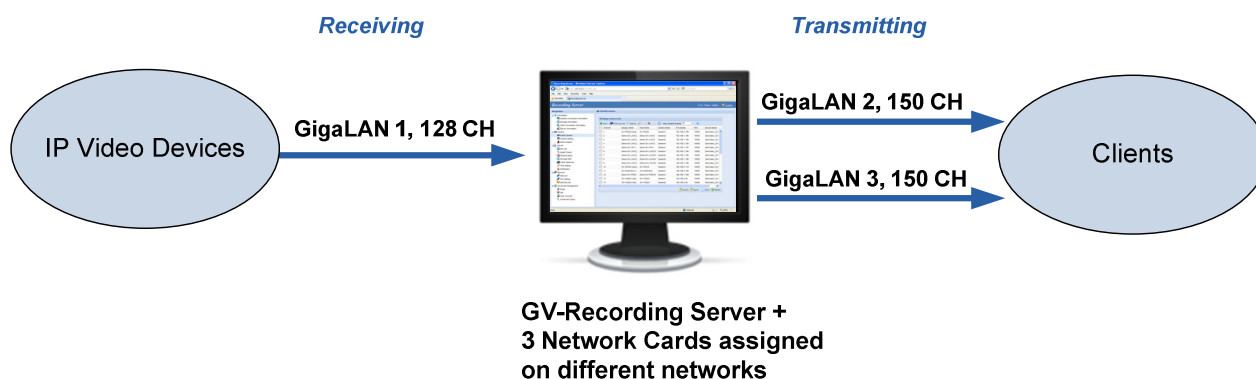 Receiving
Transmitting
IP Video Devices
GigaLAN 1, 128 CH
GigaLAN 2, 150 CH
GigaLAN 3, 150 CH
Clients
GV-Recording Server +
3 Network Cards assigned
on different networks